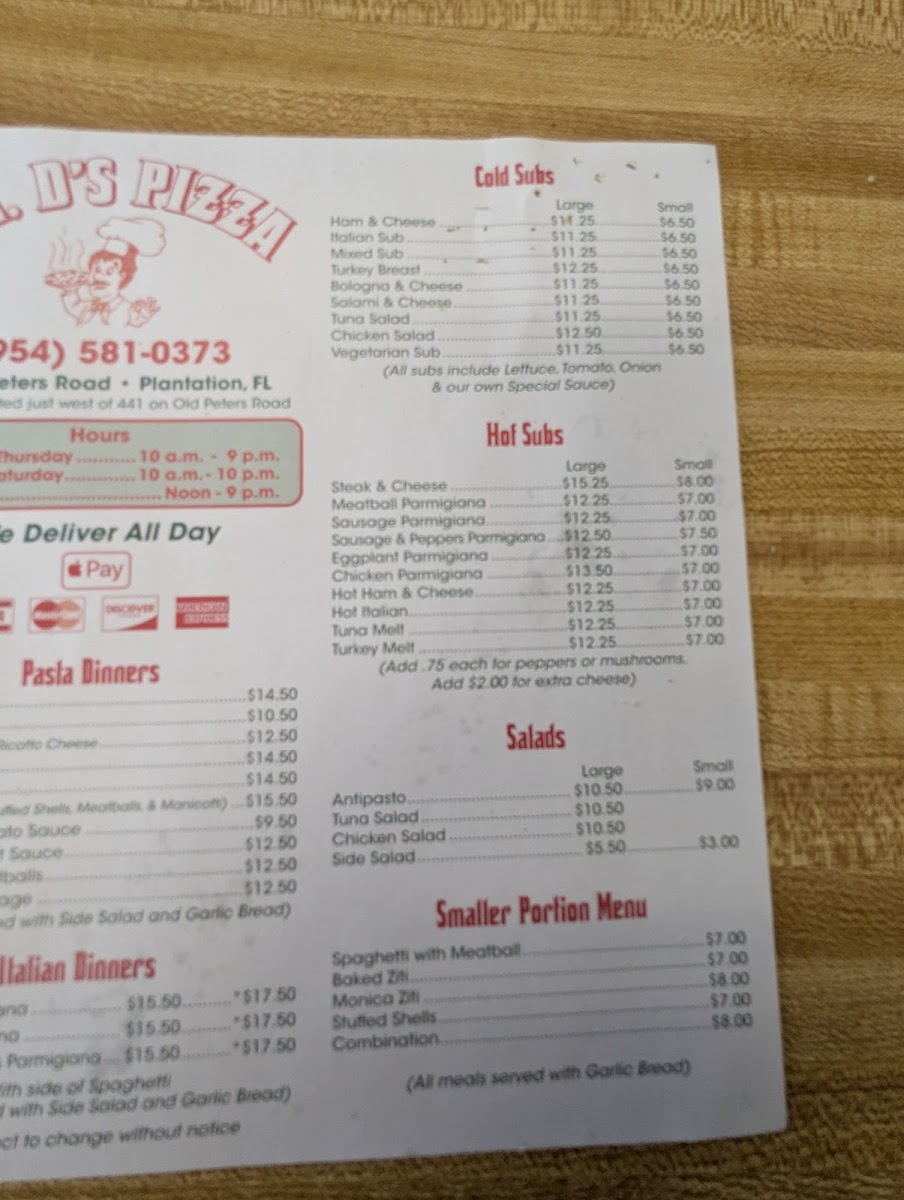 D'S PIZZA
954) 581-0373
eters Road • Plantation, FL
ted just west of 441 on Old Peters Road
Hours
Thursday ............ 10 a.m. - 9 p.m.
aturday ............. 10 a.m. - 10 p.m.
............ Noon - 9 p.m.
e Deliver All Day
Pay
DISCOVER
AMERICAN EXPRESS
Pasta Dinners
$14.50
$10.50
Ricotto Cheese $12.50
$14.50
$14.50
uffed Shells, Meatballs, & Manicotti) $15.50
ato Sauce $9.50
t Sauce $12.50
tballs $12.50
age $12.50
ed with Side Salad and Garlic Bread)
Italian Dinners
ana $15.50 *$17.50
na $15.50 *$17.50
Parmigiana $15.50 *$17.50
ith side of Spaghetti
d with Side Salad and Garlic Bread)
ct to change without notice
Cold Subs
Large Small
Ham & Cheese $11.25 $6.50
Italian Sub $11.25 $6.50
Mixed Sub $11.25 $6.50
Turkey Breast $12.25 $6.50
Bologna & Cheese $11.25 $6.50
Salami & Cheese $11.25 $6.50
Tuna Salad $11.25 $6.50
Chicken Salad $12.50 $6.50
Vegetarian Sub $11.25 $6.50
(All subs include Lettuce, Tomato, Onion
& our own Special Sauce)
Hot Subs
Large Small
Steak & Cheese $15.25 $8.00
Meatball Parmigiana $12.25 $7.00
Sausage Parmigiana $12.25 $7.00
Sausage & Peppers Parmigiana $12.50 $7.50
Eggplant Parmigiana $12.25 $7.00
Chicken Parmigiana $13.50 $7.00
Hot Ham & Cheese $12.25 $7.00
Hot Italian $12.25 $7.00
Tuna Melt $12.25 $7.00
Turkey Melt $12.25 $7.00
(Add .75 each for peppers or mushrooms.
Add $2.00 for extra cheese)
Salads
Large Small
Antipasto $10.50 $9.00
Tuna Salad $10.50
Chicken Salad $10.50
Side Salad $5.50 $3.00
Smaller Portion Menu
Spaghetti with Meatball $7.00
Baked Ziti $7.00
Monica Ziti $8.00
Stuffed Shells $7.00
Combination $8.00
(All meals served with Garlic Bread)